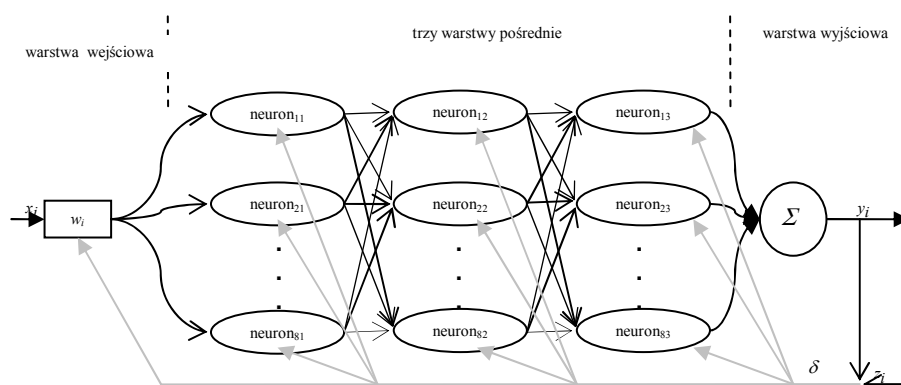 warstwa wejściowa
trzy warstwy pośrednie
warstwa wyjściowa
neuron₁₁ neuron₁₂ neuron₁₃
xᵢ wᵢ neuron₂₁ neuron₂₂ neuron₂₃ Σ yᵢ
neuron₈₁ neuron₈₂ neuron₈₃
δ zᵢ